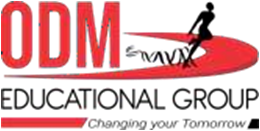 ODM
EDUCATIONAL GROUP
Changing your Tomorrow